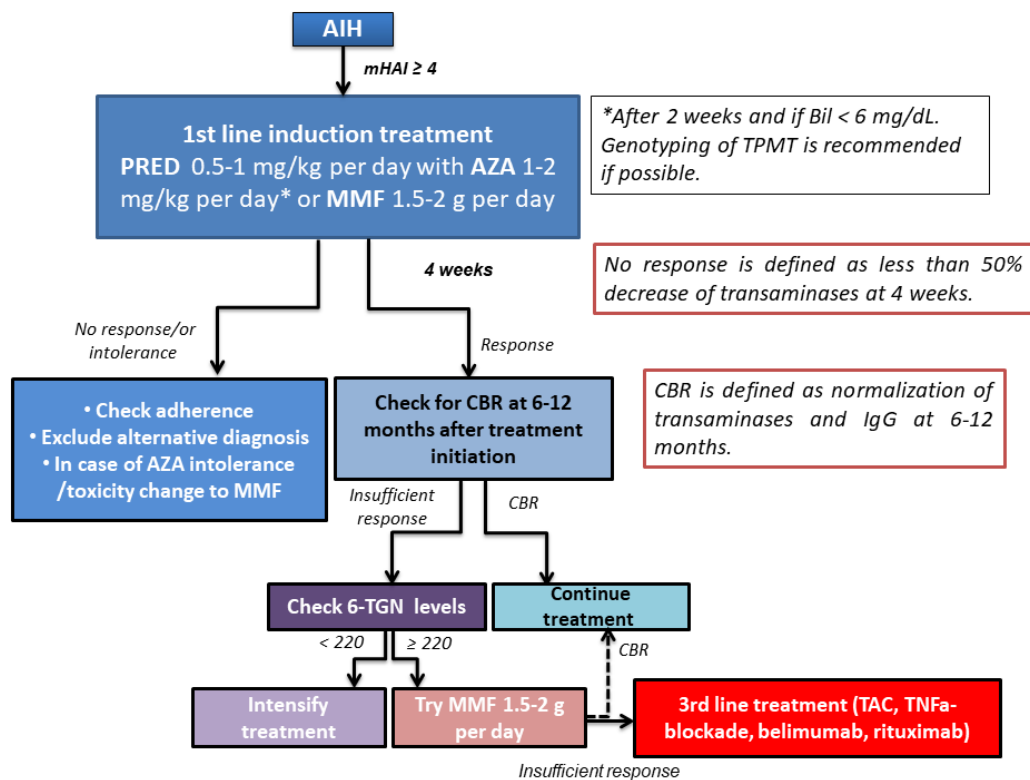 AIH
mHAI ≥ 4
1st line induction treatment
PRED 0.5-1 mg/kg per day with AZA 1-2
mg/kg per day* or MMF 1.5-2 g per day
*After 2 weeks and if Bil < 6 mg/dL.
Genotyping of TPMT is recommended
if possible.
4 weeks
No response is defined as less than 50%
decrease of transaminases at 4 weeks.
No response/or
intolerance
Response
• Check adherence
• Exclude alternative diagnosis
• In case of AZA intolerance
/toxicity change to MMF
Check for CBR at 6-12
months after treatment
initiation
CBR is defined as normalization of
transaminases and IgG at 6-12
months.
Insufficient
response
CBR
Check 6-TGN levels
Continue
treatment
< 220
≥ 220
CBR
Intensify
treatment
Try MMF 1.5-2 g
per day
3rd line treatment (TAC, TNFa-
blockade, belimumab, rituximab)
Insufficient response